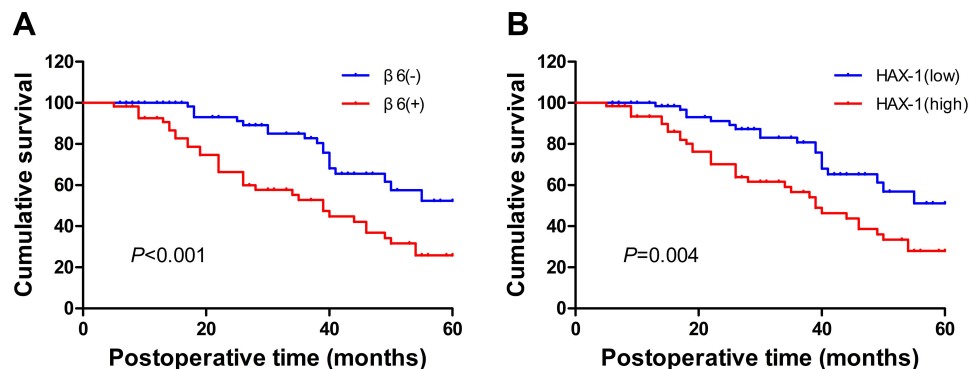 A
Cumulative survival
120
100
80
60
40
20
0
β6(-)
β6(+)
P<0.001
0 20 40 60
Postoperative time (months)
B
Cumulative survival
120
100
80
60
40
20
0
HAX-1(low)
HAX-1(high)
P=0.004
0 20 40 60
Postoperative time (months)